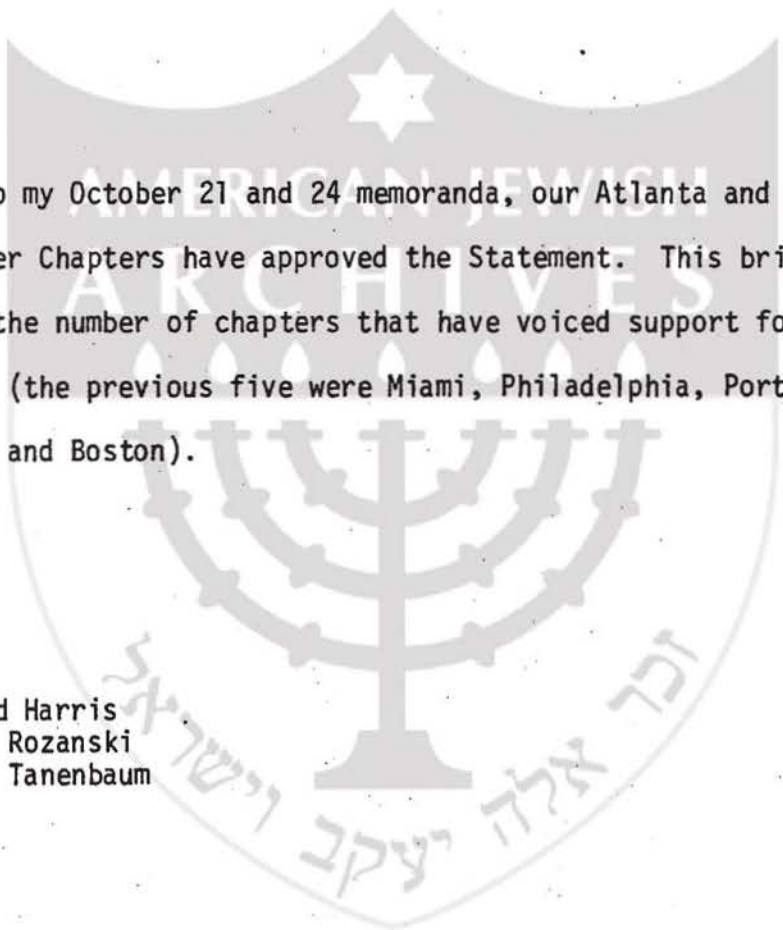 o my October 21 and 24 memoranda, our Atlanta and
er Chapters have approved the Statement. This bri
the number of chapters that have voiced support fo
(the previous five were Miami, Philadelphia, Port
and Boston).
AMERICAN JEWISH
ARCHIVES
d Harris
Rozanski
Tanenbaum
זכר אלה יעקב וישראל